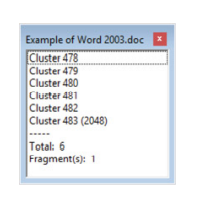 Example of Word 2003.doc
Cluster 478
Cluster 479
Cluster 480
Cluster 481
Cluster 482
Cluster 483 (2048)
-----
Total: 6
Fragment(s): 1